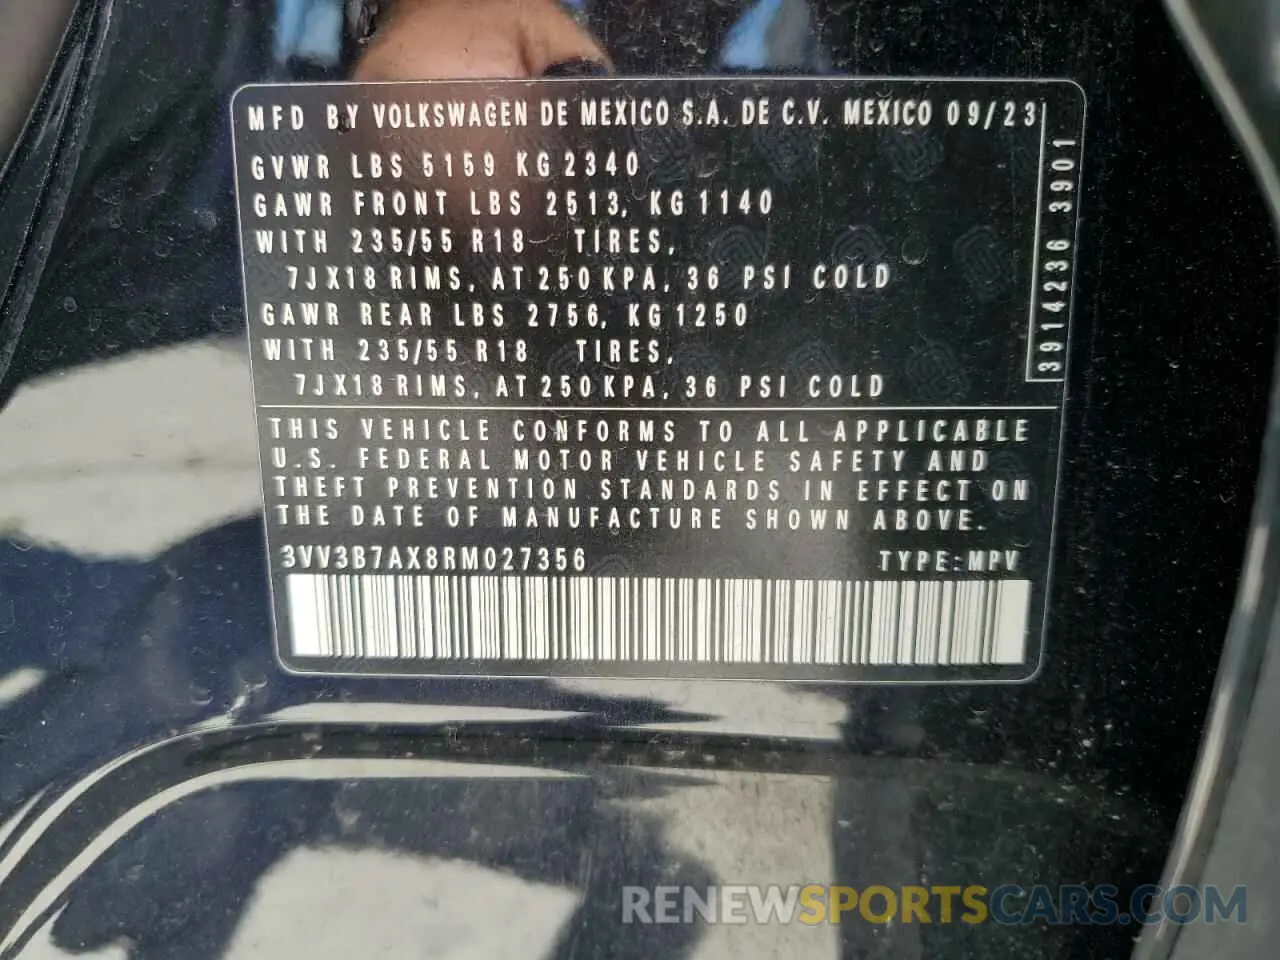 MFD BY VOLKSWAGEN DE MEXICO S.A. DE C.V. MEXICO 09/23
GVWR LBS 5159 KG 2340
GAWR FRONT LBS 2513, KG 1140
WITH 235/55 R18 TIRES,
7JX18 RIMS, AT 250 KPA, 36 PSI COLD
GAWR REAR LBS 2756, KG 1250
WITH 235/55 R18 TIRES,
7JX18 RIMS, AT 250 KPA, 36 PSI COLD
3914236 3901
THIS VEHICLE CONFORMS TO ALL APPLICABLE
U.S. FEDERAL MOTOR VEHICLE SAFETY AND
THEFT PREVENTION STANDARDS IN EFFECT ON
THE DATE OF MANUFACTURE SHOWN ABOVE.
3VV3B7AX8RM027356 TYPE:MPV
RENEWSPORTSCARS.COM